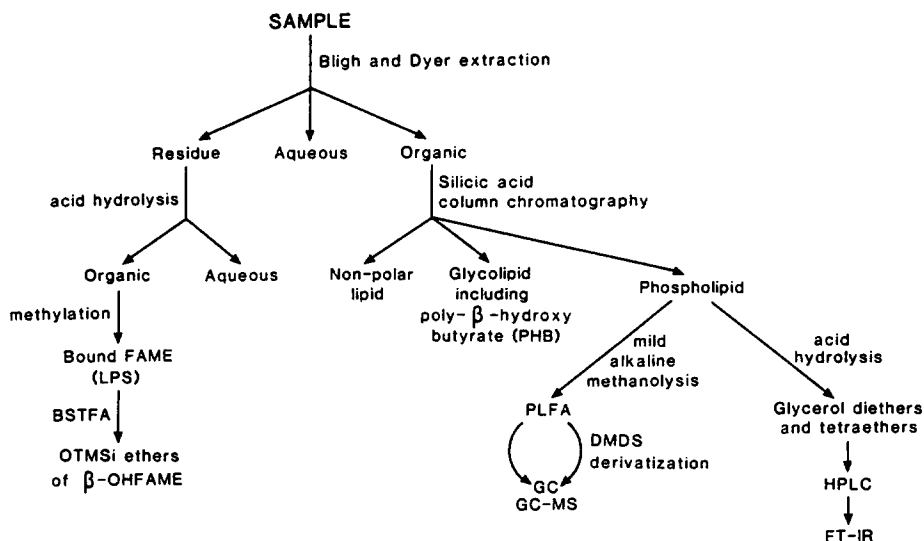 SAMPLE
Bligh and Dyer extraction
Residue
Aqueous
Organic
acid hydrolysis
Silicic acid
column chromatography
Organic
Aqueous
Non-polar
lipid
Glycolipid
including
poly-β-hydroxy
butyrate (PHB)
Phospholipid
methylation
Bound FAME
(LPS)
mild
alkaline
methanolysis
acid
hydrolysis
BSTFA
PLFA
Glycerol diethers
and tetraethers
OTMSi ethers
of β-OHFAME
DMDS
derivatization
GC
GC-MS
HPLC
FT-IR